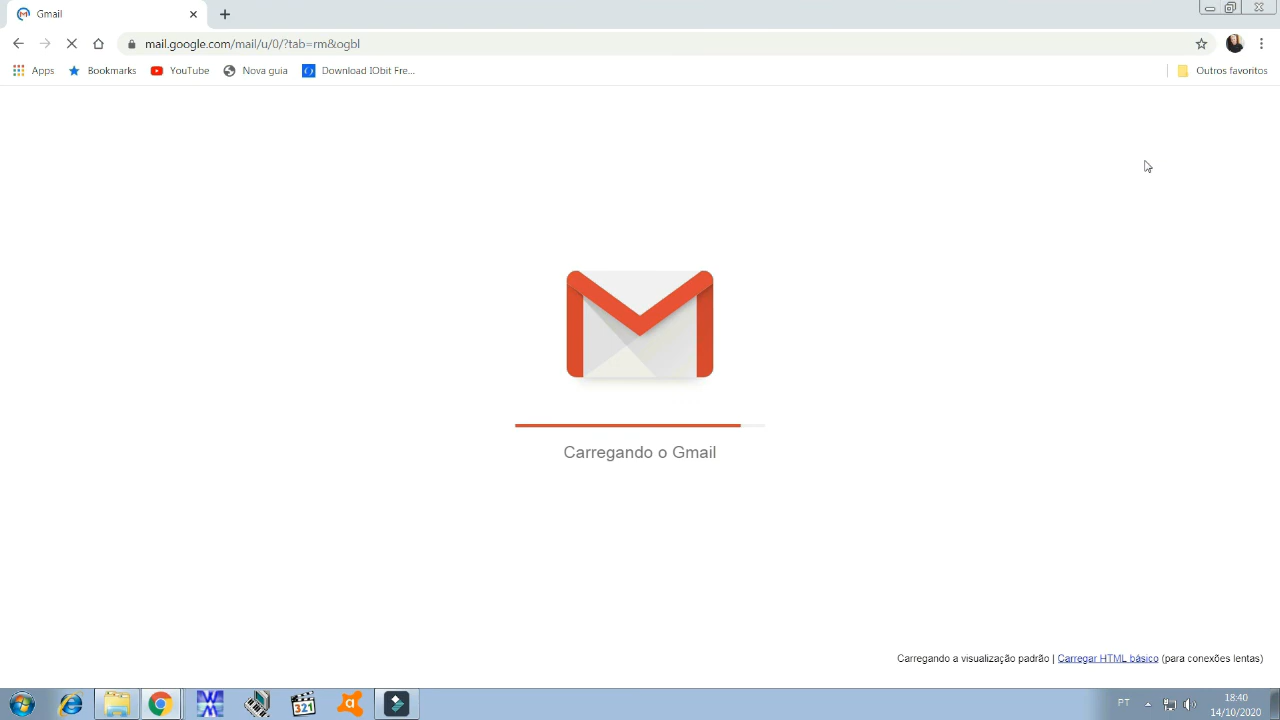 Gmail
mail.google.com/mail/u/0/?tab=rm&ogbl
Apps Bookmarks YouTube Nova guia Download IObit Fre... Outros favoritos
Carregando o Gmail
Carregando a visualização padrão | Carregar HTML básico (para conexões lentas)
321
PT
18:40
14/10/2020